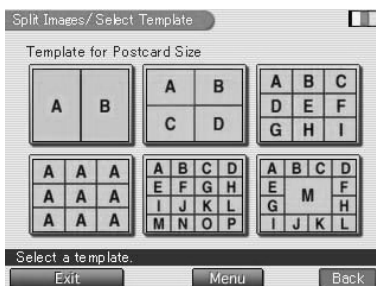 Split Images/Select Template
Template for Postcard Size
A B
A B
C D
A B C
D E F
G H I
A A A
A A A
A A A
A B C D
E F G H
I J K L
M N O P
A B C D
E M F
G H
I J K L
Select a template.
Exit Menu Back